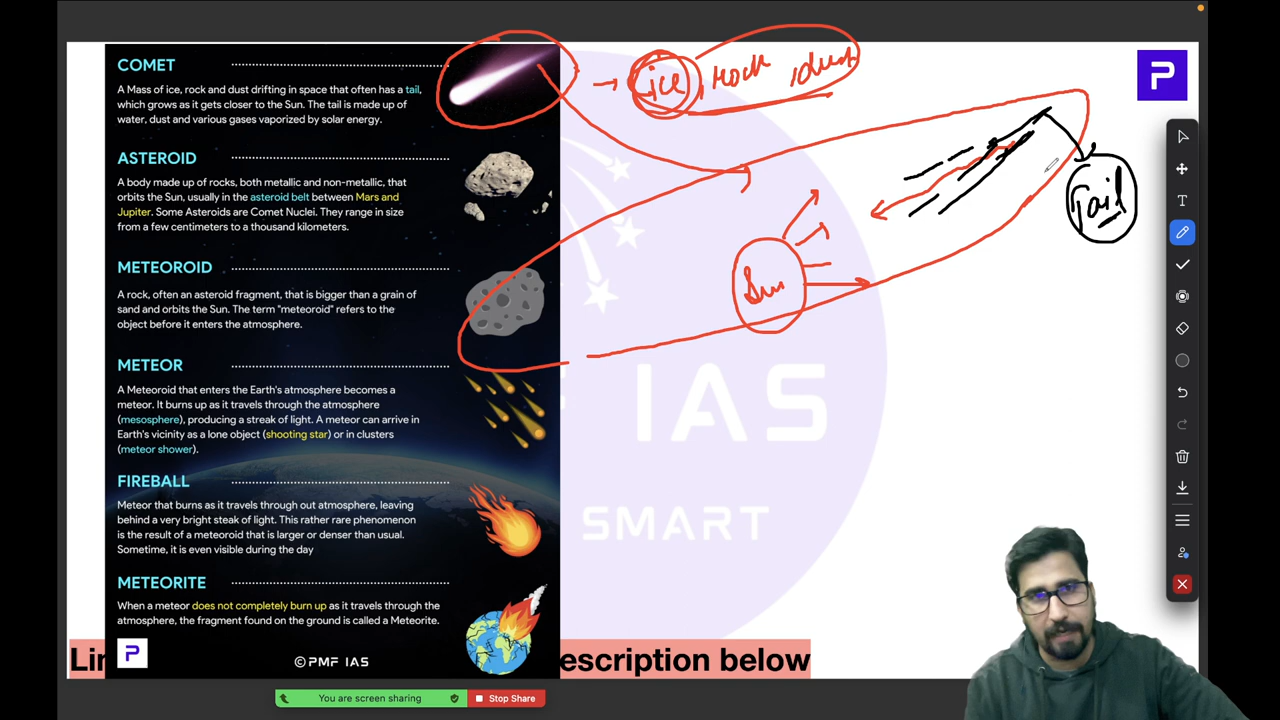 COMET
A Mass of ice, rock and dust drifting in space that often has a tail,
which grows as it gets closer to the Sun. The tail is made up of
water, dust and various gases vaporized by solar energy.
ice, rock dust
P
Tail
ASTEROID
A body made up of rocks, both metallic and non-metallic, that
orbits the Sun, usually in the asteroid belt between Mars and
Jupiter. Some Asteroids are Comet Nuclei. They range in size
from a few centimeters to a thousand kilometers.
METEOROID
A rock, often an asteroid fragment, that is bigger than a grain of
sand and orbits the Sun. The term "meteoroid" refers to the
object before it enters the atmosphere.
Sun
METEOR
A Meteoroid that enters the Earth's atmosphere becomes a
meteor. It burns up as it travels through the atmosphere
(mesosphere), producing a streak of light. A meteor can arrive in
Earth's vicinity as a lone object (shooting star) or in clusters
(meteor shower).
F IAS
FIREBALL
Meteor that burns as it travels through out atmosphere, leaving
behind a very bright steak of light. This rather rare phenomenon
is the result of a meteoroid that is larger or denser than usual.
Sometime, it is even visible during the day
SMART
METEORITE
When a meteor does not completely burn up as it travels through the
atmosphere, the fragment found on the ground is called a Meteorite.
P
© PMF IAS
escription below
You are screen sharing
Stop Share
T